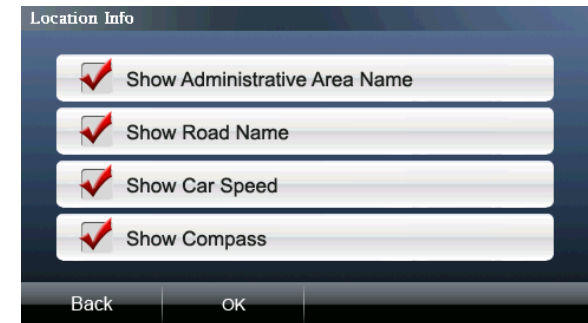 Location Info
Show Administrative Area Name
Show Road Name
Show Car Speed
Show Compass
Back OK